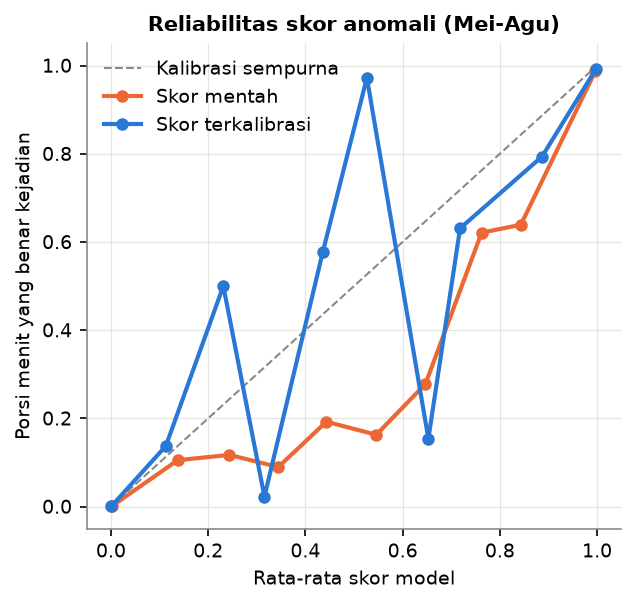 Reliabilitas skor anomali (Mei-Agu)
Kalibrasi sempurna
Skor mentah
Skor terkalibrasi
Porsi menit yang benar kejadian
1.0
0.8
0.6
0.4
0.2
0.0
0.0 0.2 0.4 0.6 0.8 1.0
Rata-rata skor model